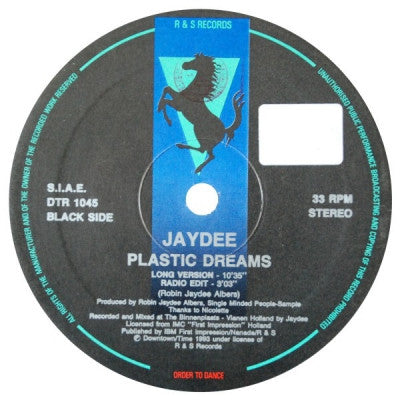 R & S RECORDS
ALL RIGHTS OF THE MANUFACTURER AND OF THE OWNER OF THE RECORDED WORK RESERVED
UNAUTHORISED PUBLIC PERFORMANCE BROADCASTING AND COPYING OF THIS RECORD PROHIBITED
S.I.A.E.
DTR 1045
BLACK SIDE
33 RPM
STEREO
JAYDEE
PLASTIC DREAMS
LONG VERSION - 10'35"
RADIO EDIT - 3'03"
(Robin Jaydee Albers)
Produced by Robin Jaydee Albers, Single Minded People-Sample
Thanks to Nicolette
Recorded and Mixed at The Binnenplaats - Vianen Holland by Jaydee
Licensed from IMC "First Impression" Holland
Published by IBM First Impression/Nanada/R & S
℗ Downtown/Time 1993 under license of
R & S Records
ORDER TO DANCE